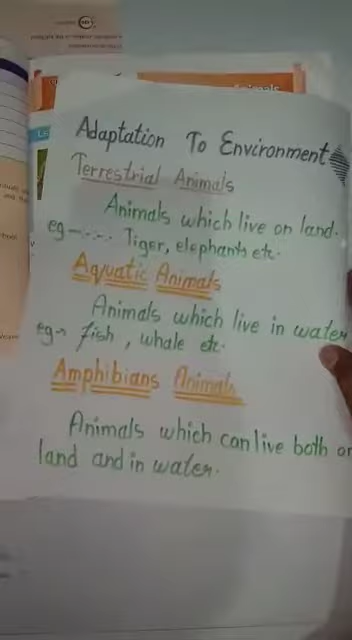 Adaptation To Environment
Terrestrial Animals
Animals which live on land.
eg-.... Tiger, elephants etc.
Aquatic Animals
Animals which live in water
eg→ fish, whale etc.
Amphibians Animals
Animals which can live both on
land and in water.